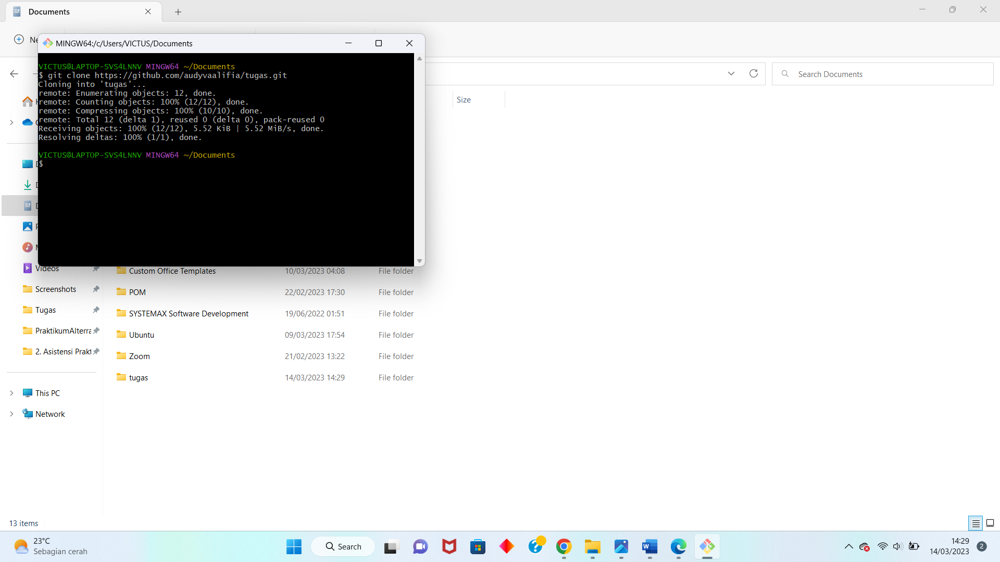 Documents
MINGW64:/c/Users/VICTUS/Documents
VICTUS@LAPTOP-SVS4LNNV MINGW64 ~/Documents
$ git clone https://github.com/audyvaalifia/tugas.git
Cloning into 'tugas'...
remote: Enumerating objects: 12, done.
remote: Counting objects: 100% (12/12), done.
remote: Compressing objects: 100% (10/10), done.
remote: Total 12 (delta 1), reused 0 (delta 0), pack-reused 0
Receiving objects: 100% (12/12), 5.52 KiB | 5.52 MiB/s, done.
Resolving deltas: 100% (1/1), done.
VICTUS@LAPTOP-SVS4LNNV MINGW64 ~/Documents
$
Search Documents
Size
Videos
Screenshots
Tugas
PraktikumAlterra
2. Asistensi Prakt
This PC
Network
Custom Office Templates 10/03/2023 04:08 File folder
POM 22/02/2023 17:30 File folder
SYSTEMAX Software Development 19/06/2022 01:51 File folder
Ubuntu 09/03/2023 17:54 File folder
Zoom 21/02/2023 13:22 File folder
tugas 14/03/2023 14:29 File folder
13 items
23°C
Sebagian cerah
Search
14:29
14/03/2023
2